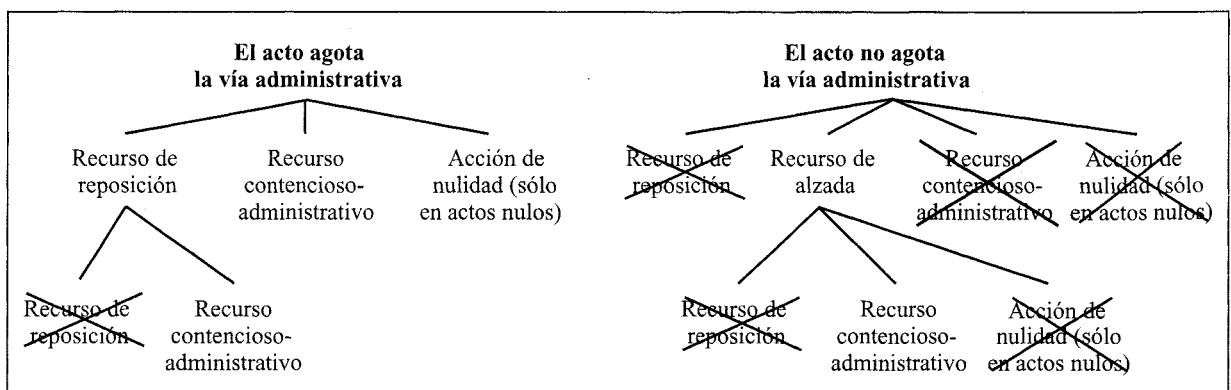 El acto agota
la vía administrativa
Recurso de
reposición
Recurso
contencioso-
administrativo
Acción de
nulidad (sólo
en actos nulos)
Recurso de
reposición
Recurso
contencioso-
administrativo
El acto no agota
la vía administrativa
Recurso de
reposición
Recurso de
alzada
Recurso
contencioso-
administrativo
Acción de
nulidad (sólo
en actos nulos)
Recurso de
reposición
Recurso
contencioso-
administrativo
Acción de
nulidad (sólo
en actos nulos)